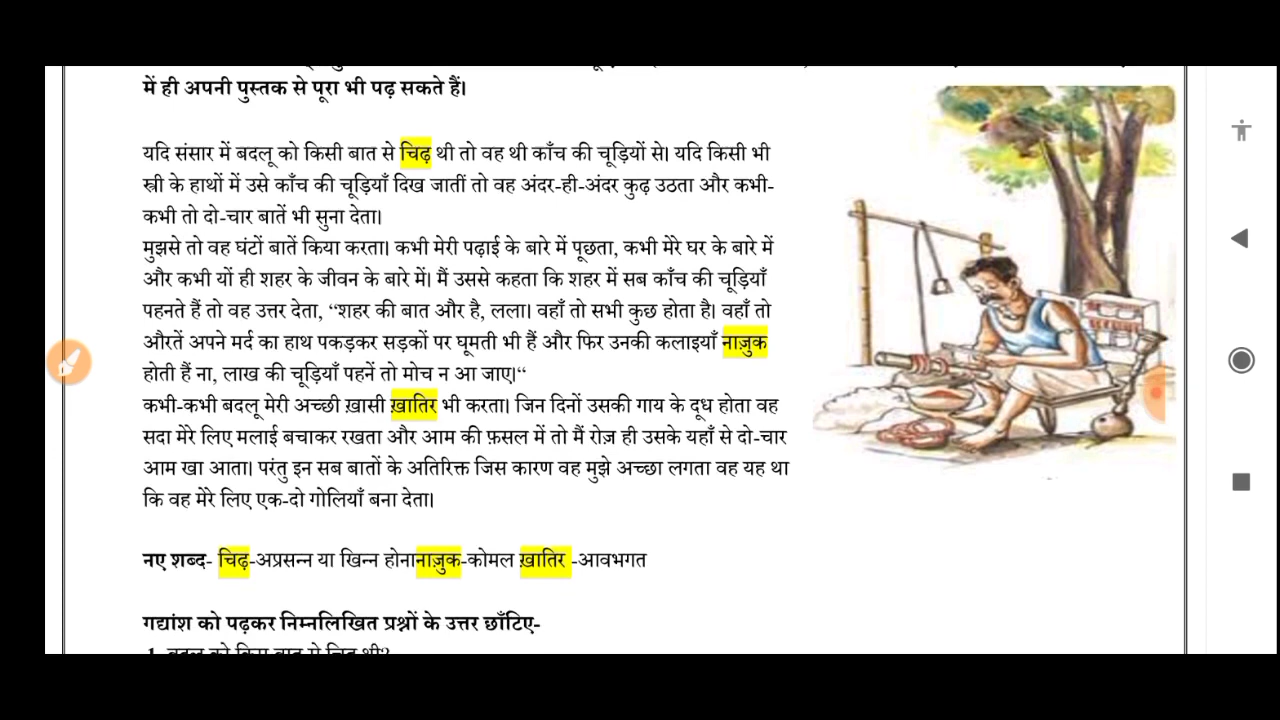 में ही अपनी पुस्तक से पूरा भी पढ़ सकते हैं।
यदि संसार में बदलू को किसी बात से चिढ़ थी तो वह थी काँच की चूड़ियों से। यदि किसी भी
स्त्री के हाथों में उसे काँच की चूड़ियाँ दिख जातीं तो वह अंदर-ही-अंदर कुढ़ उठता और कभी-
कभी तो दो-चार बातें भी सुना देता।
मुझसे तो वह घंटों बातें किया करता। कभी मेरी पढ़ाई के बारे में पूछता, कभी मेरे घर के बारे में
और कभी यों ही शहर के जीवन के बारे में। मैं उससे कहता कि शहर में सब काँच की चूड़ियाँ
पहनते हैं तो वह उत्तर देता, “शहर की बात और है, लला। वहाँ तो सभी कुछ होता है। वहाँ तो
औरतें अपने मर्द का हाथ पकड़कर सड़कों पर घूमती भी हैं और फिर उनकी कलाइयाँ नाज़ुक
होती हैं ना, लाख की चूड़ियाँ पहनें तो मोच न आ जाए।“
कभी-कभी बदलू मेरी अच्छी ख़ासी ख़ातिर भी करता। जिन दिनों उसकी गाय के दूध होता वह
सदा मेरे लिए मलाई बचाकर रखता और आम की फ़सल में तो मैं रोज़ ही उसके यहाँ से दो-चार
आम खा आता। परंतु इन सब बातों के अतिरिक्त जिस कारण वह मुझे अच्छा लगता वह यह था
कि वह मेरे लिए एक-दो गोलियाँ बना देता।
नए शब्द- चिढ़-अप्रसन्न या खिन्न होनानाज़ुक-कोमल ख़ातिर -आवभगत
गद्यांश को पढ़कर निम्नलिखित प्रश्नों के उत्तर छाँटिए-
1. बदलू को किस बात से चिढ़ थी?